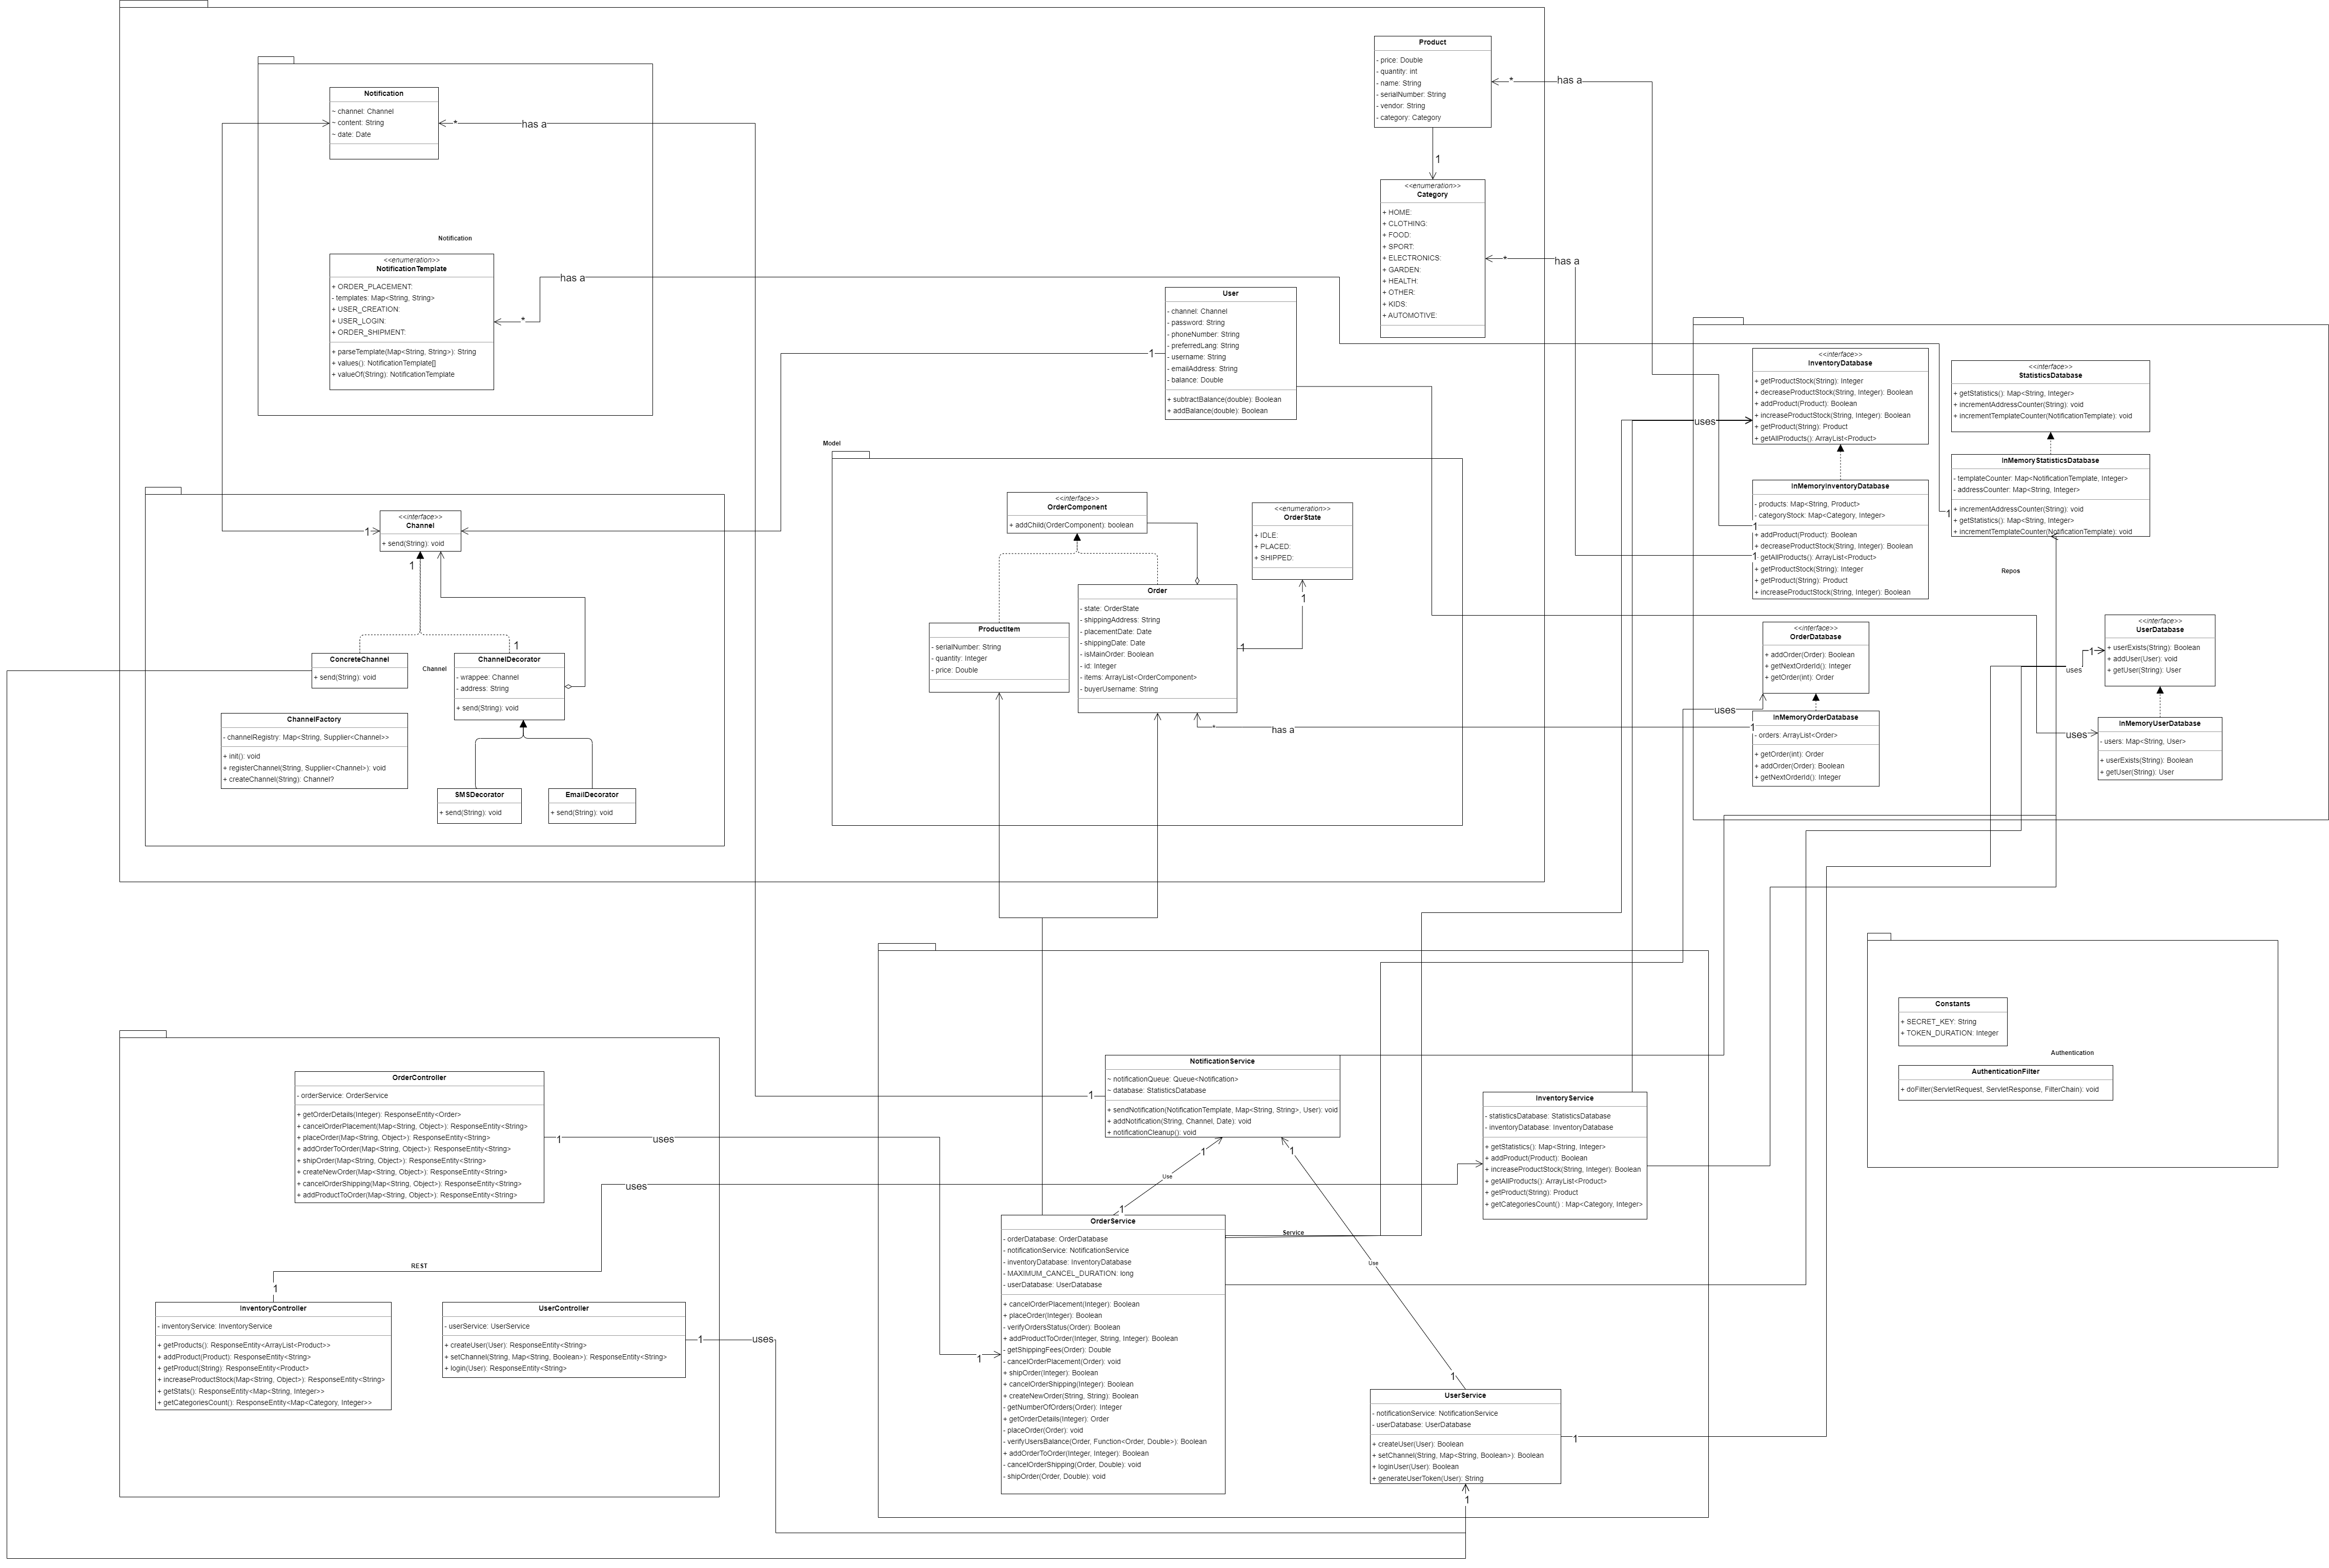 Product
- price: Double
- quantity: int
- name: String
- serialNumber: String
- vendor: String
- category: Category
*
has a
1
<<enumeration>>
Category
+ HOME:
+ CLOTHING:
+ FOOD:
+ SPORT:
+ ELECTRONICS:
+ GARDEN:
+ HEALTH:
+ OTHER:
+ KIDS:
+ AUTOMOTIVE:
*
has a
Notification
~ channel: Channel
~ content: String
~ date: Date
*
has a
Notification
<<enumeration>>
NotificationTemplate
+ ORDER_PLACEMENT:
- templates: Map<String, String>
+ USER_CREATION:
+ USER_LOGIN:
+ ORDER_SHIPMENT:
+ parseTemplate(Map<String, String>): String
+ values(): NotificationTemplate[]
+ valueOf(String): NotificationTemplate
*
has a
User
- channel: Channel
- password: String
- phoneNumber: String
- preferredLang: String
- username: String
- emailAddress: String
- balance: Double
+ subtractBalance(double): Boolean
+ addBalance(double): Boolean
1
Model
<<interface>>
InventoryDatabase
+ getProductStock(String): Integer
+ decreaseProductStock(String, Integer): Boolean
+ addProduct(Product): Boolean
+ increaseProductStock(String, Integer): Boolean
+ getProduct(String): Product
+ getAllProducts(): ArrayList<Product>
uses
<<interface>>
StatisticsDatabase
+ getStatistics(): Map<String, Integer>
+ incrementAddressCounter(String): void
+ incrementTemplateCounter(NotificationTemplate): void
InMemoryStatisticsDatabase
- templateCounter: Map<NotificationTemplate, Integer>
- addressCounter: Map<String, Integer>
+ incrementAddressCounter(String): void
+ getStatistics(): Map<String, Integer>
+ incrementTemplateCounter(NotificationTemplate): void
1
InMemoryInventoryDatabase
- products: Map<String, Product>
- categoryStock: Map<Category, Integer>
+ addProduct(Product): Boolean
+ decreaseProductStock(String, Integer): Boolean
+ getAllProducts(): ArrayList<Product>
+ getProductStock(String): Integer
+ getProduct(String): Product
+ increaseProductStock(String, Integer): Boolean
1
1
Repos
<<interface>>
Channel
+ send(String): void
1
1
ConcreteChannel
+ send(String): void
Channel
1
ChannelDecorator
- wrappee: Channel
- address: String
+ send(String): void
ChannelFactory
- channelRegistry: Map<String, Supplier<Channel>>
+ init(): void
+ registerChannel(String, Supplier<Channel>): void
+ createChannel(String): Channel?
SMSDecorator
+ send(String): void
EmailDecorator
+ send(String): void
<<interface>>
OrderComponent
+ addChild(OrderComponent): boolean
<<enumeration>>
OrderState
+ IDLE:
+ PLACED:
+ SHIPPED:
1
1
Order
- state: OrderState
- shippingAddress: String
- placementDate: Date
- shippingDate: Date
- isMainOrder: Boolean
- id: Integer
- items: ArrayList<OrderComponent>
- buyerUsername: String
ProductItem
- serialNumber: String
- quantity: Integer
- price: Double
*
has a
1
<<interface>>
OrderDatabase
+ addOrder(Order): Boolean
+ getNextOrderId(): Integer
+ getOrder(int): Order
uses
InMemoryOrderDatabase
- orders: ArrayList<Order>
+ getOrder(int): Order
+ addOrder(Order): Boolean
+ getNextOrderId(): Integer
<<interface>>
UserDatabase
+ userExists(String): Boolean
+ addUser(User): void
+ getUser(String): User
1
uses
InMemoryUserDatabase
- users: Map<String, User>
+ userExists(String): Boolean
+ getUser(String): User
uses
Constants
+ SECRET_KEY: String
+ TOKEN_DURATION: Integer
Authentication
AuthenticationFilter
+ doFilter(ServletRequest, ServletResponse, FilterChain): void
OrderController
- orderService: OrderService
+ getOrderDetails(Integer): ResponseEntity<Order>
+ cancelOrderPlacement(Map<String, Object>): ResponseEntity<String>
+ placeOrder(Map<String, Object>): ResponseEntity<String>
+ addOrderToOrder(Map<String, Object>): ResponseEntity<String>
+ shipOrder(Map<String, Object>): ResponseEntity<String>
+ createNewOrder(Map<String, Object>): ResponseEntity<String>
+ cancelOrderShipping(Map<String, Object>): ResponseEntity<String>
+ addProductToOrder(Map<String, Object>): ResponseEntity<String>
1
uses
uses
REST
1
InventoryController
- inventoryService: InventoryService
+ getProducts(): ResponseEntity<ArrayList<Product>>
+ addProduct(Product): ResponseEntity<String>
+ getProduct(String): ResponseEntity<Product>
+ increaseProductStock(Map<String, Object>): ResponseEntity<String>
+ getStats(): ResponseEntity<Map<String, Integer>>
+ getCategoriesCount(): ResponseEntity<Map<Category, Integer>>
UserController
- userService: UserService
+ createUser(User): ResponseEntity<String>
+ setChannel(String, Map<String, Boolean>): ResponseEntity<String>
+ login(User): ResponseEntity<String>
1
uses
NotificationService
~ notificationQueue: Queue<Notification>
~ database: StatisticsDatabase
+ sendNotification(NotificationTemplate, Map<String, String>, User): void
+ addNotification(String, Channel, Date): void
+ notificationCleanup(): void
1
1
Use
1
1
InventoryService
- statisticsDatabase: StatisticsDatabase
- inventoryDatabase: InventoryDatabase
+ getStatistics(): Map<String, Integer>
+ addProduct(Product): Boolean
+ increaseProductStock(String, Integer): Boolean
+ getAllProducts(): ArrayList<Product>
+ getProduct(String): Product
+ getCategoriesCount() : Map<Category, Integer>
OrderService
- orderDatabase: OrderDatabase
- notificationService: NotificationService
- inventoryDatabase: InventoryDatabase
- MAXIMUM_CANCEL_DURATION: long
- userDatabase: UserDatabase
+ cancelOrderPlacement(Integer): Boolean
+ placeOrder(Integer): Boolean
- verifyOrdersStatus(Order): Boolean
+ addProductToOrder(Integer, String, Integer): Boolean
- getShippingFees(Order): Double
- cancelOrderPlacement(Order): void
+ shipOrder(Integer): Boolean
+ cancelOrderShipping(Integer): Boolean
+ createNewOrder(String, String): Boolean
- getNumberOfOrders(Order): Integer
+ getOrderDetails(Integer): Order
- placeOrder(Order): void
- verifyUsersBalance(Order, Function<Order, Double>): Boolean
+ addOrderToOrder(Integer, Integer): Boolean
- cancelOrderShipping(Order, Double): void
- shipOrder(Order, Double): void
1
Service
Use
1
UserService
- notificationService: NotificationService
- userDatabase: UserDatabase
+ createUser(User): Boolean
+ setChannel(String, Map<String, Boolean>): Boolean
+ loginUser(User): Boolean
+ generateUserToken(User): String
1
1